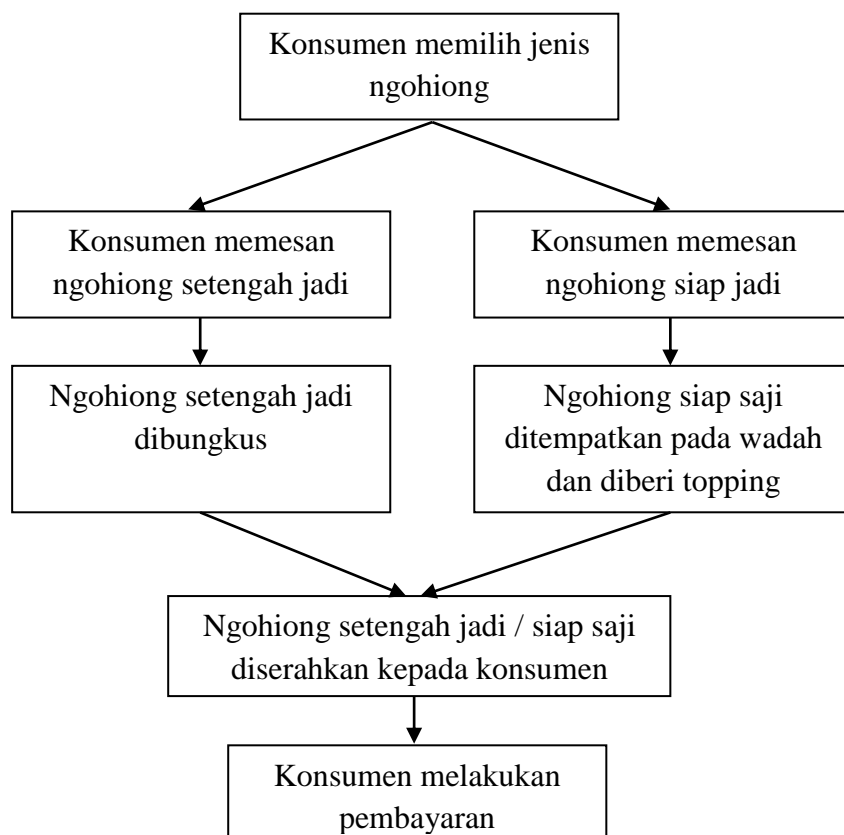 Konsumen memilih jenis
ngohiong
Konsumen memesan
ngohiong setengah jadi
Konsumen memesan
ngohiong siap jadi
Ngohiong setengah jadi
dibungkus
Ngohiong siap saji
ditempatkan pada wadah
dan diberi topping
Ngohiong setengah jadi / siap saji
diserahkan kepada konsumen
Konsumen melakukan
pembayaran